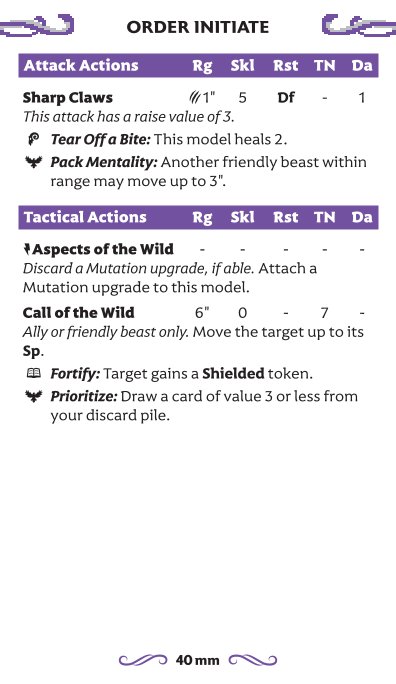 ORDER INITIATE
Attack Actions Rg Skl Rst TN Da
Sharp Claws 1" 5 Df - 1
This attack has a raise value of 3.
Tear Off a Bite: This model heals 2.
Pack Mentality: Another friendly beast within
range may move up to 3".
Tactical Actions Rg Skl Rst TN Da
Aspects of the Wild - - - - -
Discard a Mutation upgrade, if able. Attach a
Mutation upgrade to this model.
Call of the Wild 6" 0 - 7 -
Ally or friendly beast only. Move the target up to its
Sp.
Fortify: Target gains a Shielded token.
Prioritize: Draw a card of value 3 or less from
your discard pile.
40 mm